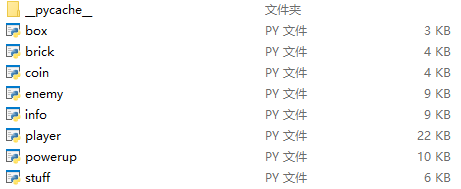 __pycache__ 文件夹
box PY 文件 3 KB
brick PY 文件 4 KB
coin PY 文件 4 KB
enemy PY 文件 9 KB
info PY 文件 9 KB
player PY 文件 22 KB
powerup PY 文件 10 KB
stuff PY 文件 6 KB